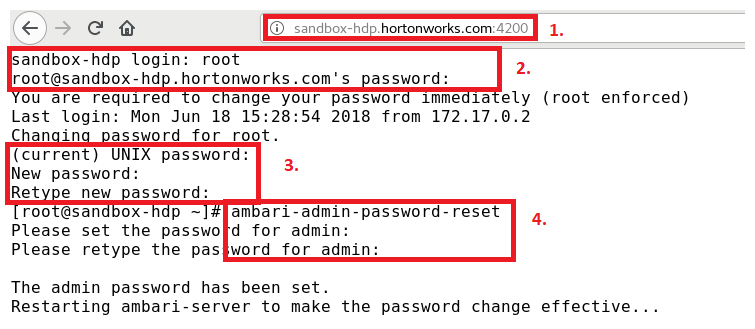 sandbox-hdp.hortonworks.com:4200 1.
sandbox-hdp login: root
root@sandbox-hdp.hortonworks.com's password: 2.
You are required to change your password immediately (root enforced)
Last login: Mon Jun 18 15:28:54 2018 from 172.17.0.2
Changing password for root.
(current) UNIX password:
New password: 3.
Retype new password:
[root@sandbox-hdp ~]# ambari-admin-password-reset 4.
Please set the password for admin:
Please retype the password for admin:
The admin password has been set.
Restarting ambari-server to make the password change effective...